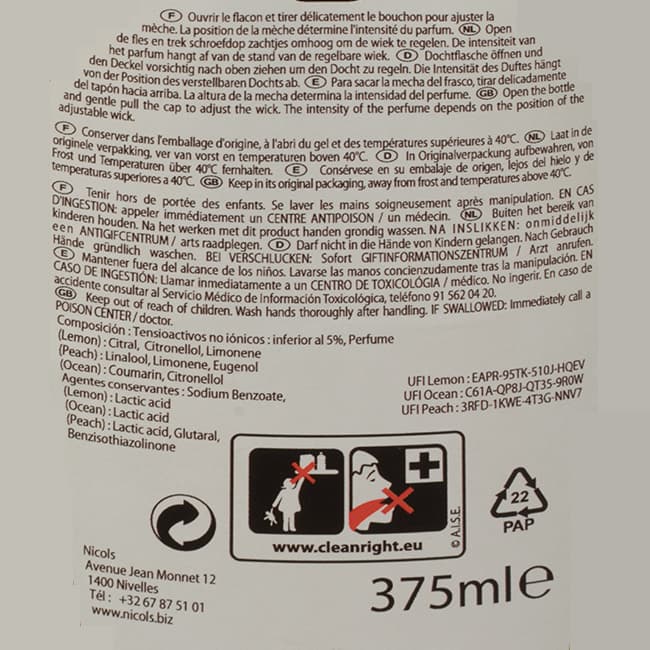 (F) Ouvrir le flacon et tirer délicatement le bouchon pour ajuster la
mèche. La position de la mèche détermine l'intensité du parfum. (NL) Open
de fles en trek schroefdop zachtjes omhoog om de wiek te regelen. De intensiteit van
het parfum hangt af van de stand van de regelbare wiek. (D) Dochtflasche öffnen und
den Deckel vorsichtig nach oben ziehen um den Docht zu regeln. Die Intensität des Duftes hängt
von der Position des verstellbaren Dochts ab. (E) Para sacar la mecha del frasco, tirar delicadamente
del tapón hacia arriba. La altura de la mecha determina la intensidad del perfume. (GB) Open the bottle
and gentle pull the cap to adjust the wick. The intensity of the perfume depends on the position of the
adjustable wick.
(F) Conserver dans l'emballage d'origine, à l'abri du gel et des températures supérieures à 40°C. (NL) Laat in de
originele verpakking, ver van vorst en temperaturen boven 40°C. (D) In Originalverpackung aufbewahren, von
Frost und Temperaturen über 40°C fernhalten. (E) Consérvese en su embalaje de origen, lejos del hielo y de
temperaturas superiores a 40°C. (GB) Keep in its original packaging, away from frost and temperatures above 40°C.
(F) Tenir hors de portée des enfants. Se laver les mains soigneusement après manipulation. EN CAS
D'INGESTION: appeler immédiatement un CENTRE ANTIPOISON / un médecin. (NL) Buiten het bereik van
kinderen houden. Na het werken met dit product handen grondig wassen. NA INSLIKKEN: onmiddelijk
een ANTIGIFCENTRUM / arts raadplegen. (D) Darf nicht in die Hände von Kindern gelangen. Nach Gebrauch
Hände gründlich waschen. BEI VERSCHLUCKEN: Sofort GIFTINFORMATIONSZENTRUM / Arzt anrufen.
(E) Mantener fuera del alcance de los niños. Lavarse las manos concienzudamente tras la manipulación. EN
CASO DE INGESTIÓN: Llamar inmediatamente a un CENTRO DE TOXICOLOGÍA / médico. No ingerir. En caso de
accidente consultar al Servicio Médico de Información Toxicológica, teléfono 91 562 04 20.
(GB) Keep out of reach of children. Wash hands thoroughly after handling. IF SWALLOWED: Immediately call a
POISON CENTER / doctor.
Composición : Tensioactivos no iónicos : inferior al 5%, Perfume
(Lemon) : Citral, Citronellol, Limonene
(Peach) : Linalool, Limonene, Eugenol
(Ocean) : Coumarin, Citronellol
Agentes conservantes : Sodium Benzoate,
(Lemon) : Lactic acid
(Ocean) : Lactic acid
(Peach) : Lactic acid, Glutaral,
Benzisothiazolinone
UFI Lemon : EAPR-95TK-510J-HQEV
UFI Ocean : C61A-QP8J-QT35-9R0W
UFI Peach : 3RFD-1KWE-4T3G-NNV7
www.cleanright.eu
© A.I.S.E.
22
PAP
Nicols
Avenue Jean Monnet 12
1400 Nivelles
Tél : +32 67 87 51 01
www.nicols.biz
375ml e